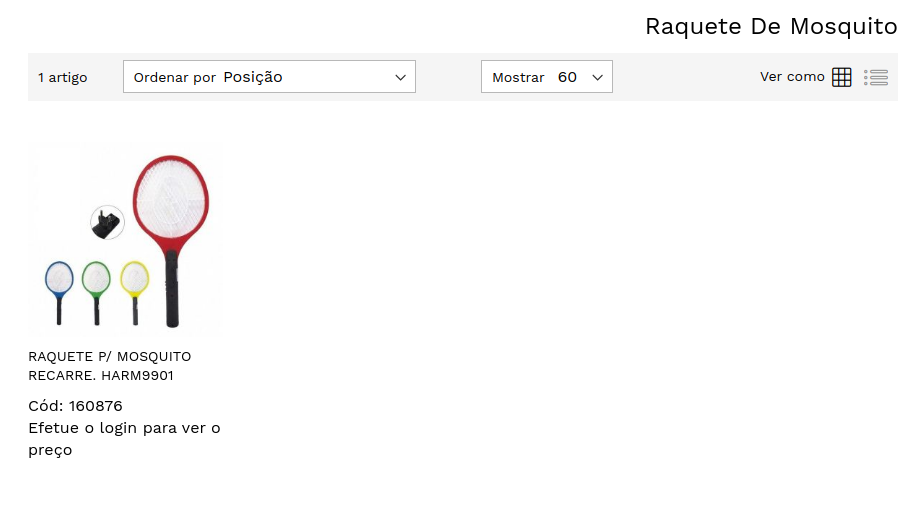 Raquete De Mosquito
1 artigo
Ordenar por Posição
Mostrar 60
Ver como
RAQUETE P/ MOSQUITO
RECARRE. HARM9901
Cód: 160876
Efetue o login para ver o
preço